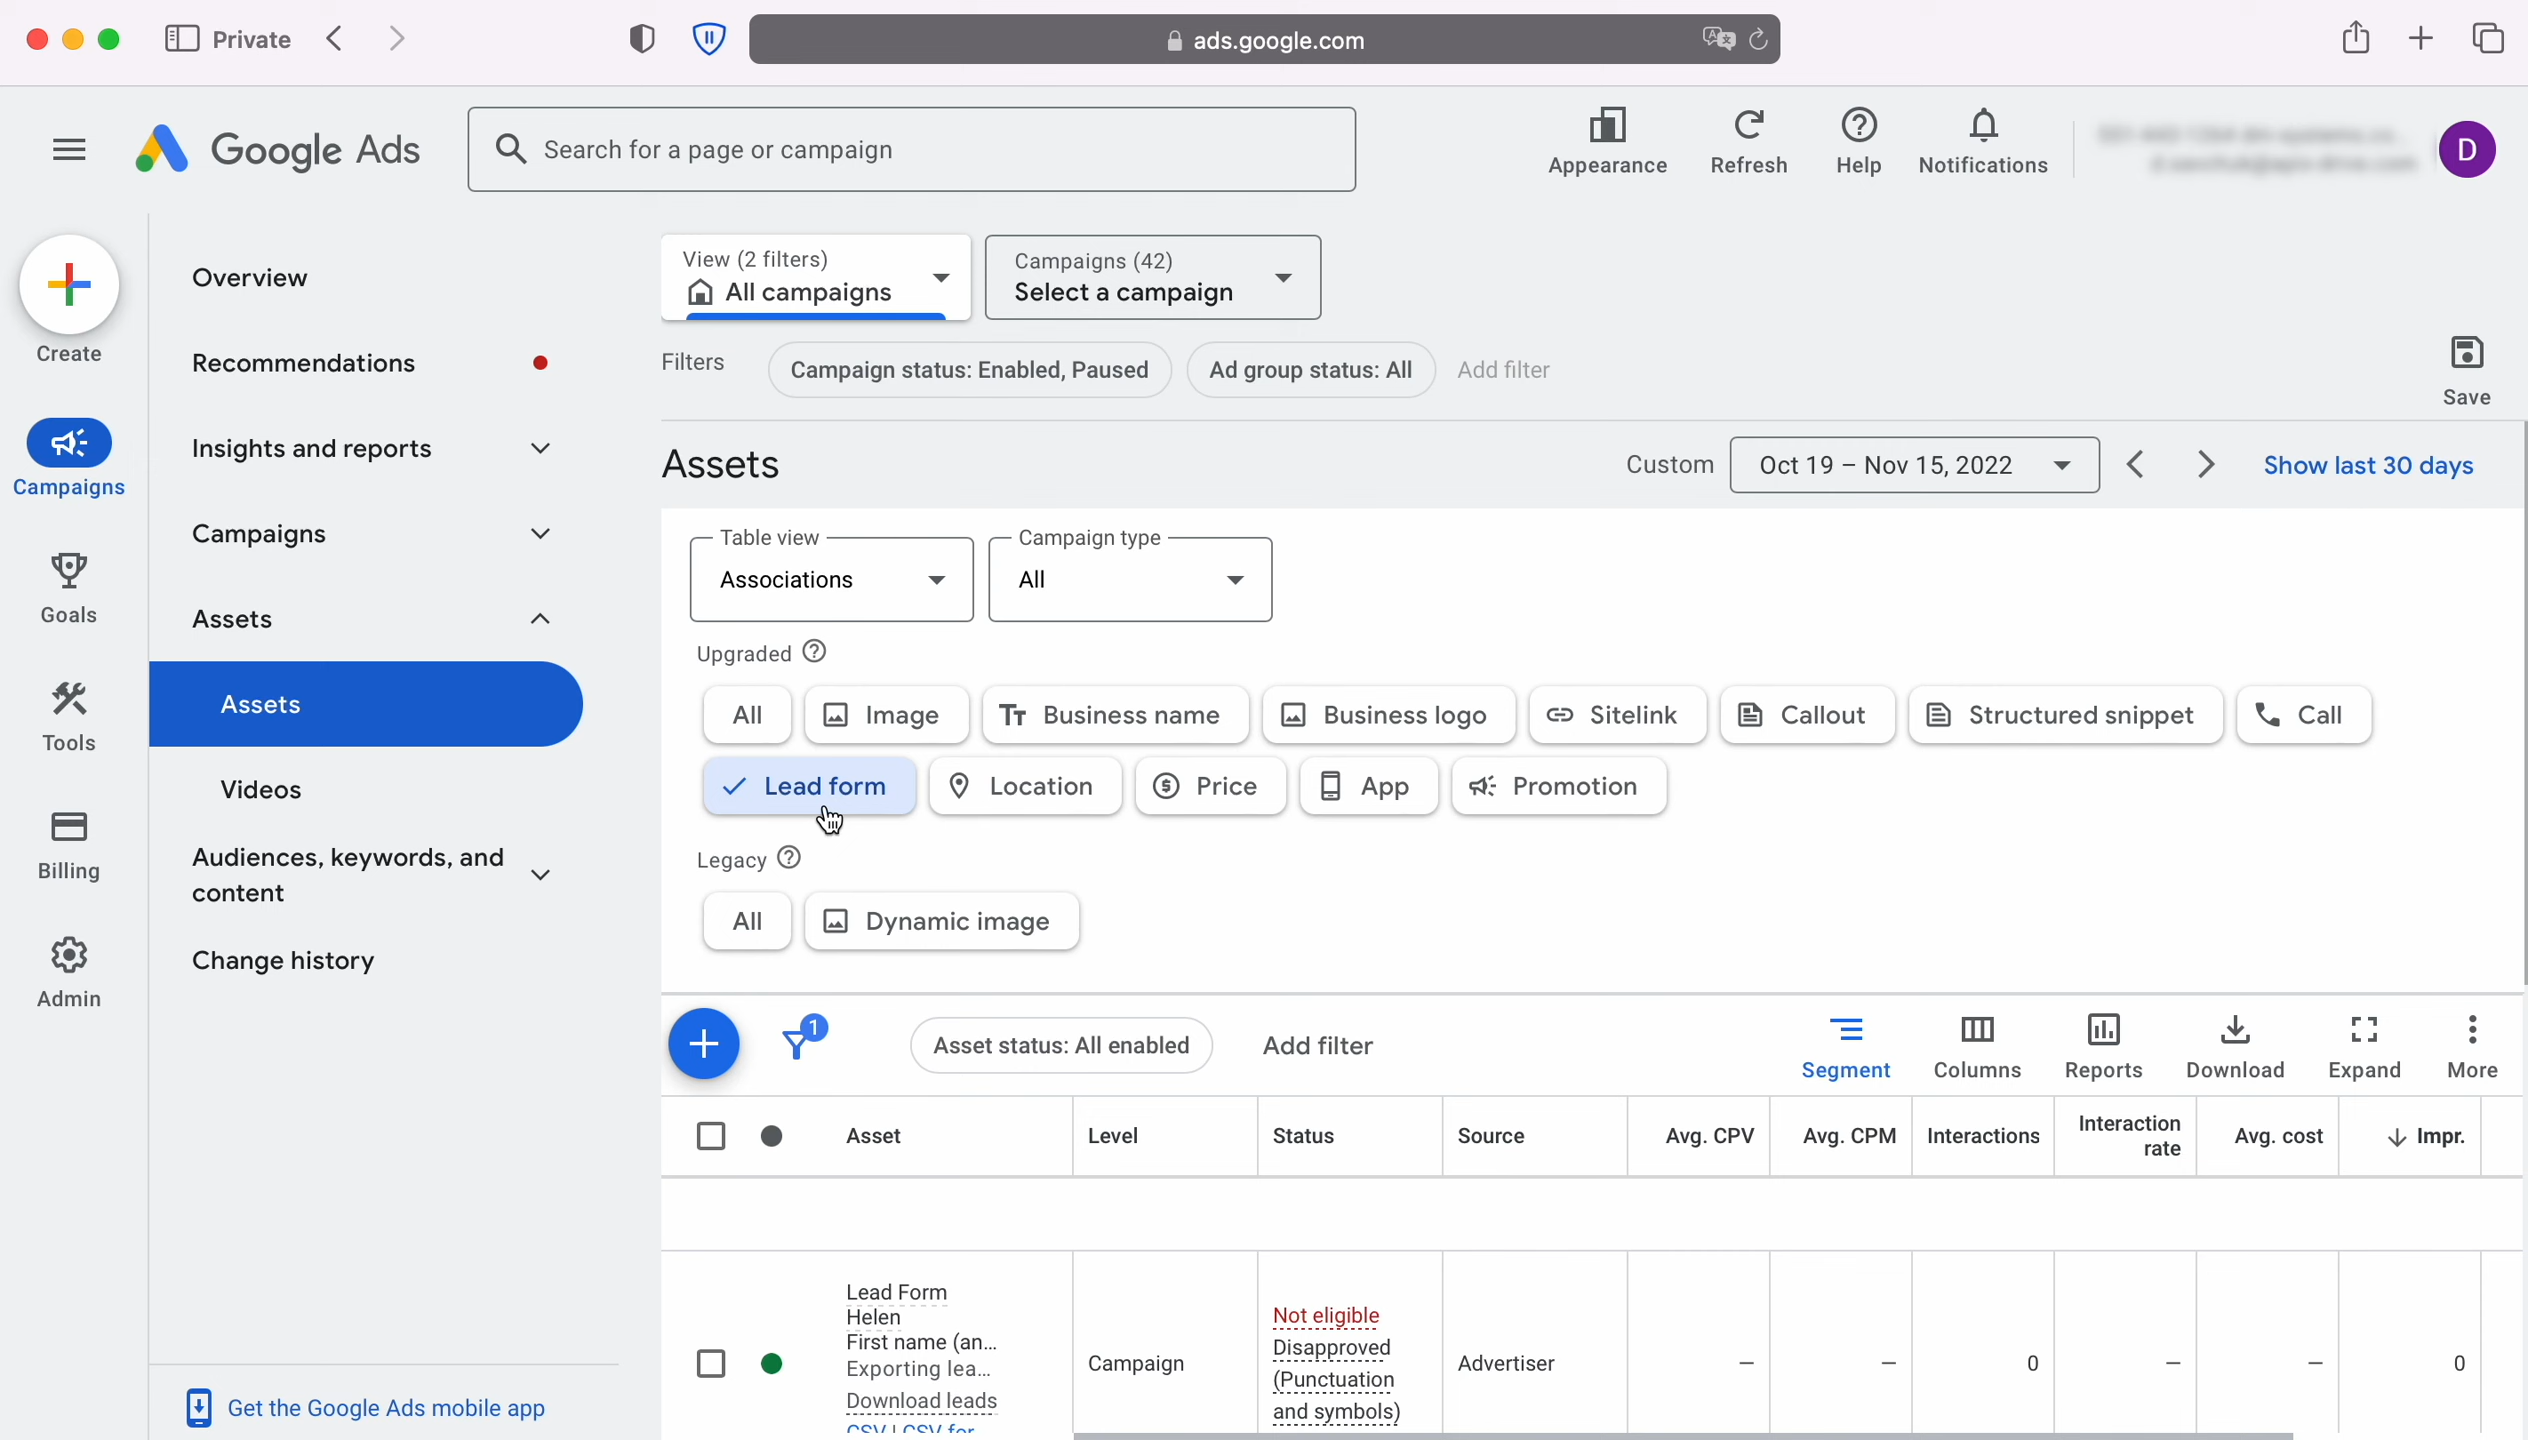 Private
ads.google.com
Google Ads
Search for a page or campaign
Appearance
Refresh
Help
Notifications
D
Create
Campaigns
Goals
Tools
Billing
Admin
Overview
Recommendations
Insights and reports
Campaigns
Assets
Assets
Videos
Audiences, keywords, and
content
Change history
Get the Google Ads mobile app
View (2 filters)
All campaigns
Campaigns (42)
Select a campaign
Filters
Campaign status: Enabled, Paused
Ad group status: All
Add filter
Save
Assets
Custom
Oct 19 – Nov 15, 2022
Show last 30 days
Table view
Associations
Campaign type
All
Upgraded
All
Image
Business name
Business logo
Sitelink
Callout
Structured snippet
Call
Lead form
Location
Price
App
Promotion
Legacy
All
Dynamic image
1
Asset status: All enabled
Add filter
Segment
Columns
Reports
Download
Expand
More
Asset
Level
Status
Source
Avg. CPV
Avg. CPM
Interactions
Interaction
rate
Avg. cost
Impr.
Lead Form
Helen
First name (an...
Exporting lea...
Download leads
CSV | CSV for
Campaign
Not eligible
Disapproved
(Punctuation
and symbols)
Advertiser
–
–
0
–
–
0